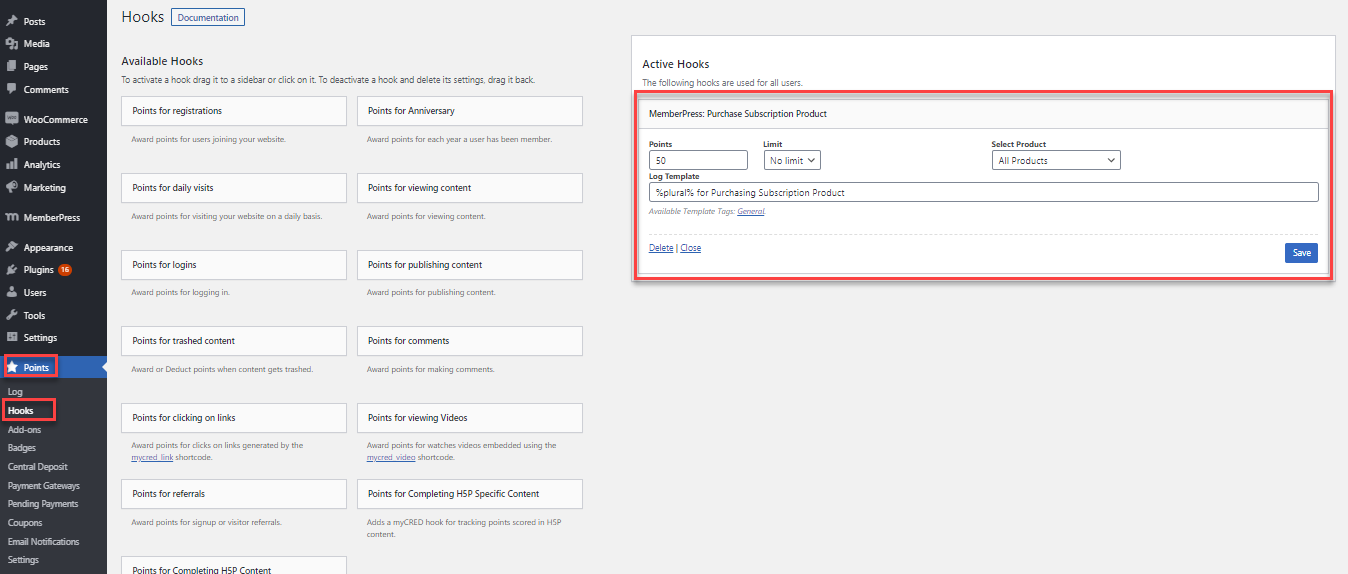 Posts
Media
Pages
Comments
WooCommerce
Products
Analytics
Marketing
MemberPress
Appearance
Plugins 16
Users
Tools
Settings
Points
Log
Hooks
Add-ons
Badges
Central Deposit
Payment Gateways
Pending Payments
Coupons
Email Notifications
Settings
Hooks Documentation
Available Hooks
To activate a hook drag it to a sidebar or click on it. To deactivate a hook and delete its settings, drag it back.
Points for registrations
Award points for users joining your website.
Points for Anniversary
Award points for each year a user has been member.
Points for daily visits
Award points for visiting your website on a daily basis.
Points for viewing content
Award points for viewing content.
Points for logins
Award points for logging in.
Points for publishing content
Award points for publishing content.
Points for trashed content
Award or Deduct points when content gets trashed.
Points for comments
Award points for making comments.
Points for clicking on links
Award points for clicks on links generated by the
mycred_link shortcode.
Points for viewing Videos
Award points for watches videos embedded using the
mycred_video shortcode.
Points for referrals
Award points for signup or visitor referrals.
Points for Completing H5P Specific Content
Adds a myCRED hook for tracking points scored in H5P
content.
Points for Completing H5P Content
Active Hooks
The following hooks are used for all users.
MemberPress: Purchase Subscription Product
Points Limit Select Product
50 No limit All Products
Log Template
%plural% for Purchasing Subscription Product
Available Template Tags: General.
Delete | Close
Save